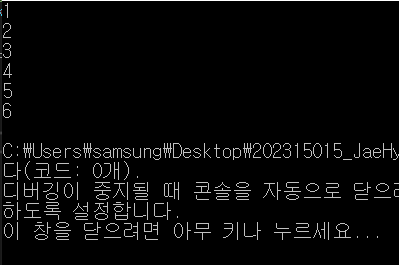 1
2
3
4
5
6
C:₩Users₩samsung₩Desktop₩202315015_JaeHy
다(코드: 0개).
디버깅이 중지될 때 콘솔을 자동으로 닫으려
하도록 설정합니다.
이 창을 닫으려면 아무 키나 누르세요...